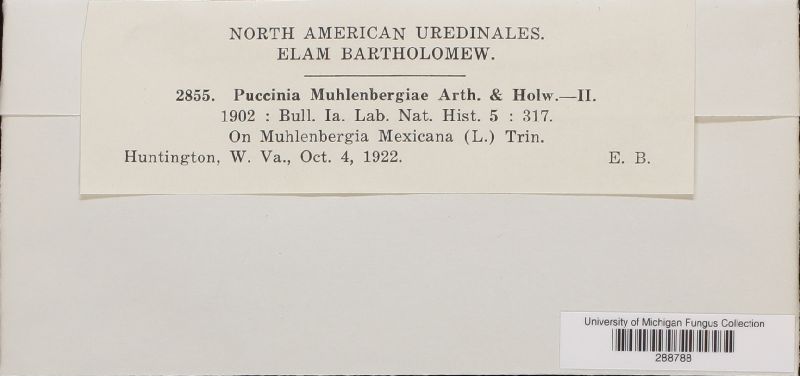 NORTH AMERICAN UREDINALES.
ELAM BARTHOLOMEW.
2855. Puccinia Muhlenbergiae Arth. & Holw.—II.
1902 : Bull. Ia. Lab. Nat. Hist. 5 : 317.
On Muhlenbergia Mexicana (L.) Trin.
Huntington, W. Va., Oct. 4, 1922. E. B.
University of Michigan Fungus Collection
288788